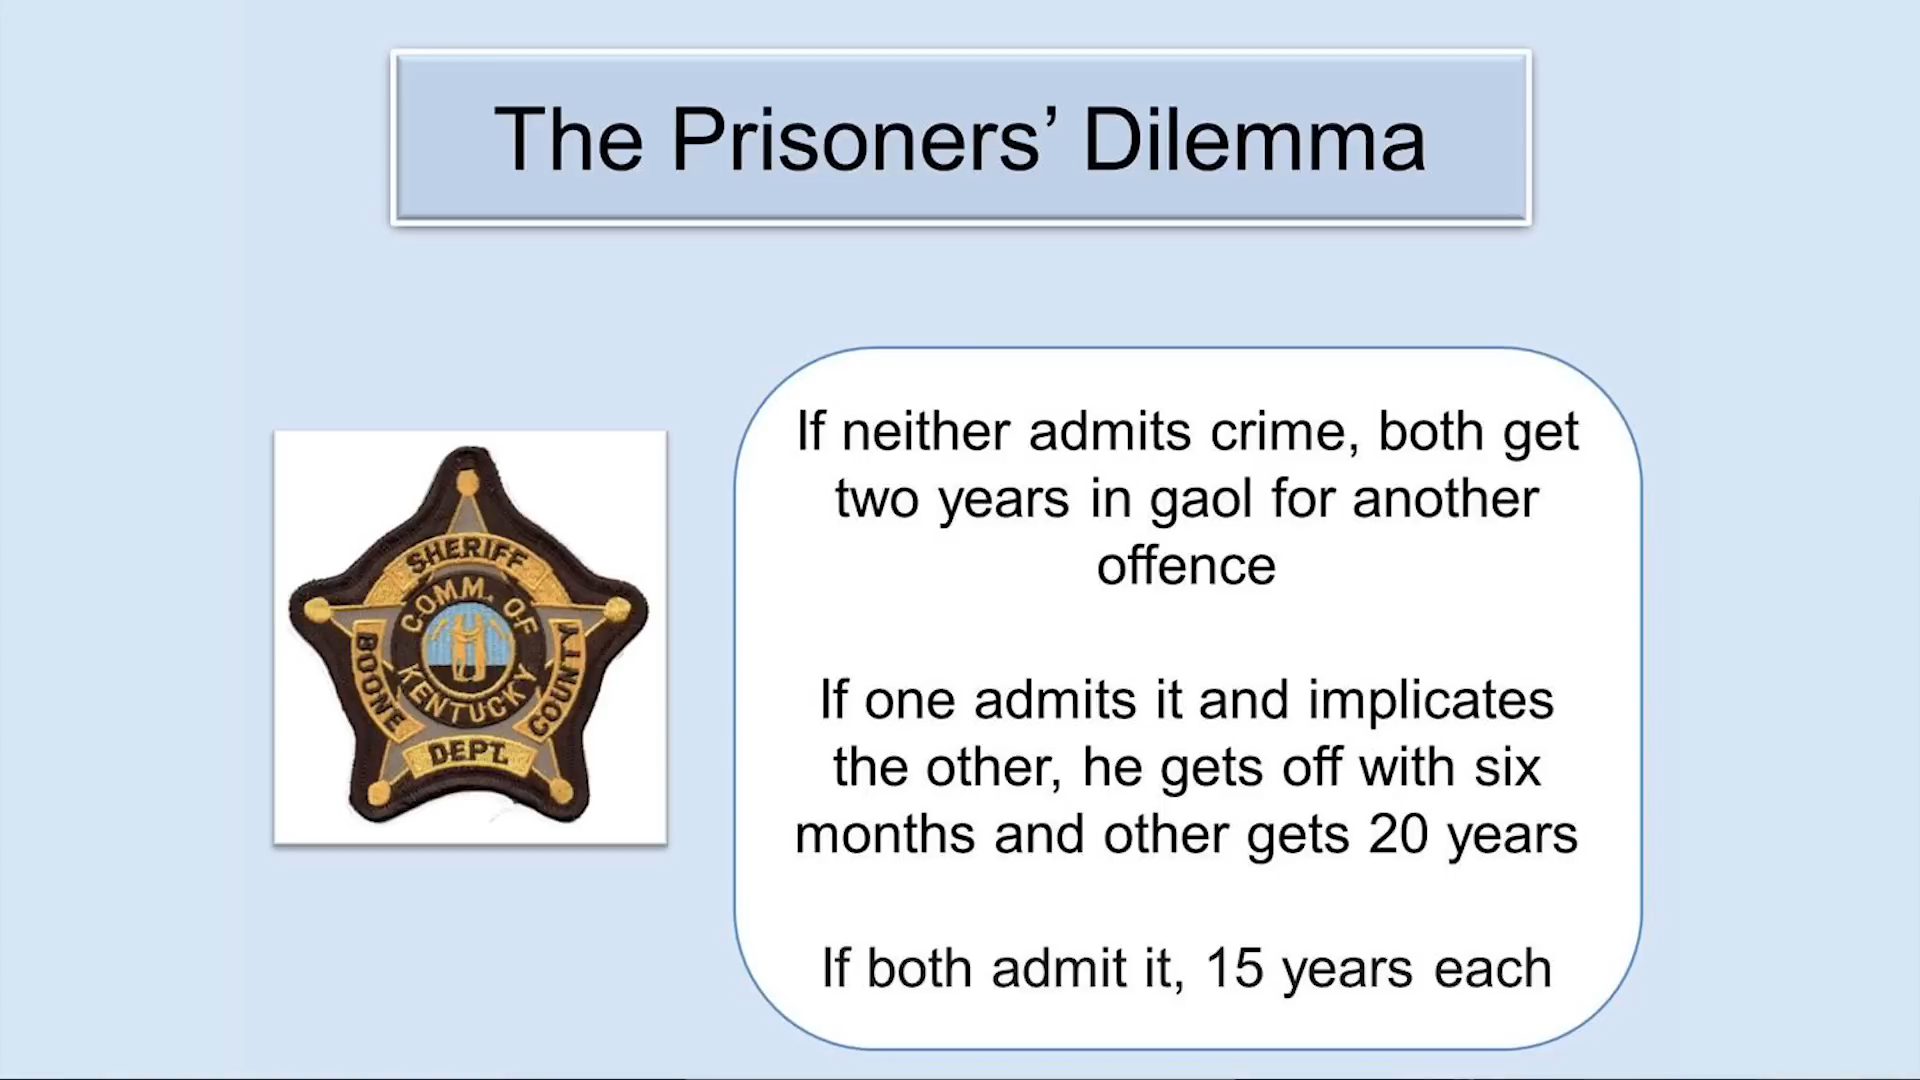 The Prisoners’ Dilemma
If neither admits crime, both get
two years in gaol for another
offence
If one admits it and implicates
the other, he gets off with six
months and other gets 20 years
If both admit it, 15 years each
SHERIFF
COMM. OF
KENTUCKY
BOONE
COUNTY
DEPT.